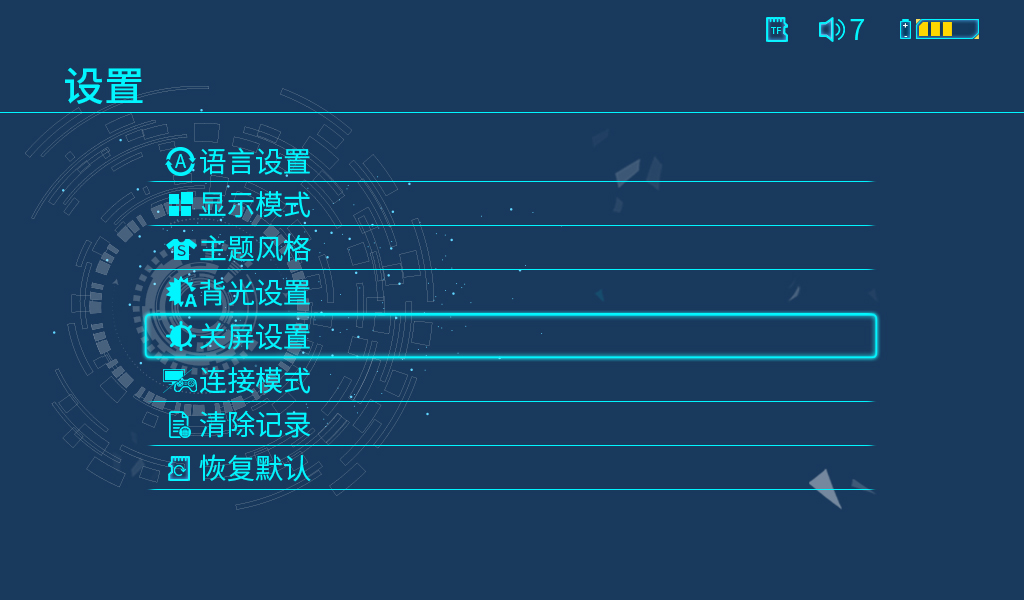 TF 7
设置
A 语言设置
显示模式
S 主题风格
A 背光设置
关屏设置
连接模式
清除记录
C 恢复默认